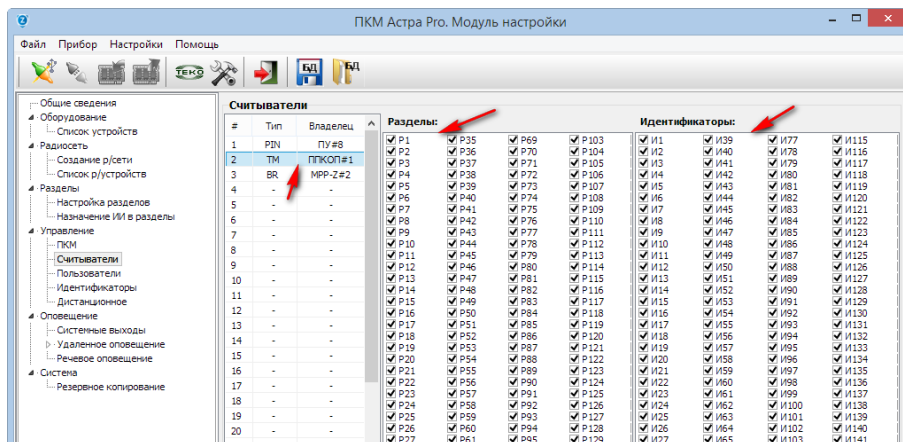 ПКМ Астра Pro. Модуль настройки
Файл Прибор Настройки Помощь
ТЕКО БД БД
Общие сведения
Оборудование
Список устройств
Радиосеть
Создание р/сети
Список р/устройств
Разделы
Настройка разделов
Назначение ИИ в разделы
Управление
ПКМ
Считыватели
Пользователи
Идентификаторы
Дистанционное
Оповещение
Системные выходы
Удаленное оповещение
Речевое оповещение
Система
Резервное копирование
Считыватели
# Тип Владелец
1 PIN ПУ#8
2 TM ППКОП#1
3 BR МРР-Z#2
4 - -
5 - -
6 - -
7 - -
8 - -
9 - -
10 - -
11 - -
12 - -
13 - -
14 - -
15 - -
16 - -
17 - -
18 - -
19 - -
20 - -
Разделы:
Р1 Р35 Р69 Р103
Р2 Р36 Р70 Р104
Р3 Р37 Р71 Р105
Р4 Р38 Р72 Р106
Р5 Р39 Р73 Р107
Р6 Р40 Р74 Р108
Р7 Р41 Р75 Р109
Р8 Р42 Р76 Р110
Р9 Р43 Р77 Р111
Р10 Р44 Р78 Р112
Р11 Р45 Р79 Р113
Р12 Р46 Р80 Р114
Р13 Р47 Р81 Р115
Р14 Р48 Р82 Р116
Р15 Р49 Р83 Р117
Р16 Р50 Р84 Р118
Р17 Р51 Р85 Р119
Р18 Р52 Р86 Р120
Р19 Р53 Р87 Р121
Р20 Р54 Р88 Р122
Р21 Р55 Р89 Р123
Р22 Р56 Р90 Р124
Р23 Р57 Р91 Р125
Р24 Р58 Р92 Р126
Р25 Р59 Р93 Р127
Р26 Р60 Р94 Р128
Р27 Р61 Р95 Р129
Идентификаторы:
И1 И39 И77 И115
И2 И40 И78 И116
И3 И41 И79 И117
И4 И42 И80 И118
И5 И43 И81 И119
И6 И44 И82 И120
И7 И45 И83 И121
И8 И46 И84 И122
И9 И47 И85 И123
И10 И48 И86 И124
И11 И49 И87 И125
И12 И50 И88 И126
И13 И51 И89 И127
И14 И52 И90 И128
И15 И53 И91 И129
И16 И54 И92 И130
И17 И55 И93 И131
И18 И56 И94 И132
И19 И57 И95 И133
И20 И58 И96 И134
И21 И59 И97 И135
И22 И60 И98 И136
И23 И61 И99 И137
И24 И62 И100 И138
И25 И63 И101 И139
И26 И64 И102 И140
И27 И65 И103 И141